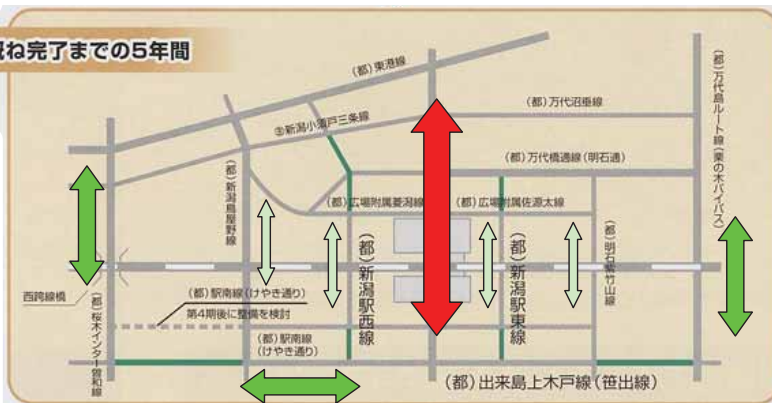 ね完了までの5年間
(都)東港線
(都)万代沼垂線
③新潟小須戸三条線
(都)万代橋通線(明石通)
(都)万代島ルート線(栗の木バイパス)
(都)新潟鳥屋野線
(都)広場附属菱潟線
(都)広場附属佐源太線
(都)新潟駅西線
(都)新潟駅東線
(都)明石紫竹山線
西跨線橋
(都)桜木インター曽和線
(都)駅南線(けやき通り)
第4期後に整備を検討
(都)駅南線
(けやき通り)
(都)出来島上木戸線(笹出線)